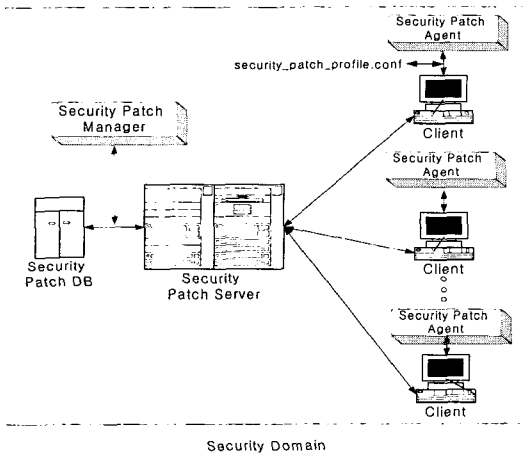 Security Patch
Agent
security_patch_profile.conf
Client
Security Patch
Manager
Security Patch
Agent
Client
Security
Patch DB
Security
Patch Server
Security Patch
Agent
Client
Security Domain